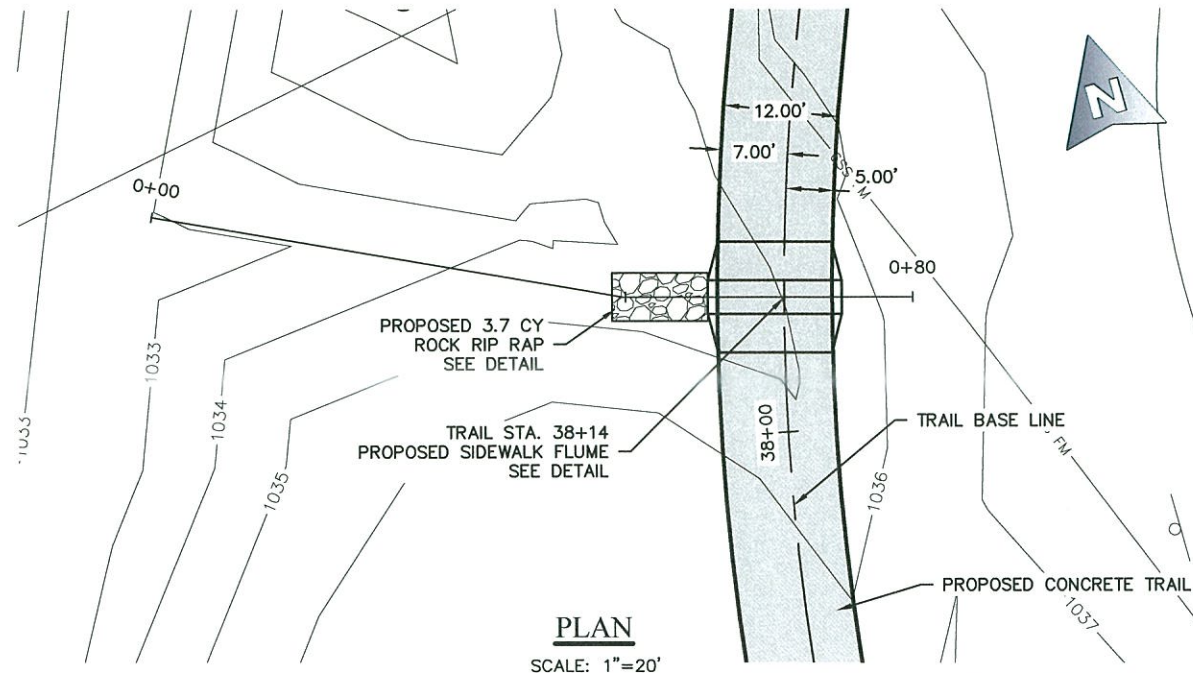 12.00'
N
7.00'
5.00'
0+00
0+80
PROPOSED 3.7 CY
ROCK RIP RAP
SEE DETAIL
1033
1034
1033
TRAIL STA. 38+14
PROPOSED SIDEWALK FLUME
SEE DETAIL
38+00
TRAIL BASE LINE
FM
1035
1036
PROPOSED CONCRETE TRAIL
1037
PLAN
SCALE: 1"=20'